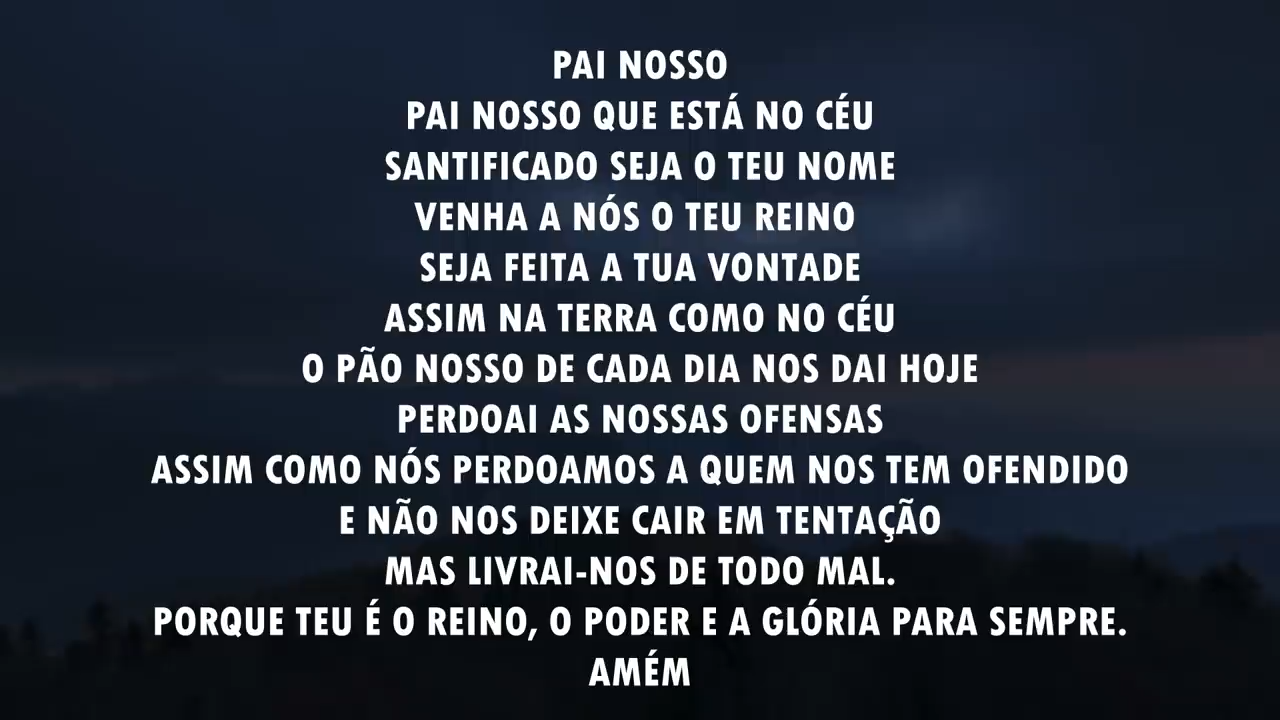 PAI NOSSO
PAI NOSSO QUE ESTÁ NO CÉU
SANTIFICADO SEJA O TEU NOME
VENHA A NÓS O TEU REINO
SEJA FEITA A TUA VONTADE
ASSIM NA TERRA COMO NO CÉU
O PÃO NOSSO DE CADA DIA NOS DAI HOJE
PERDOAI AS NOSSAS OFENSAS
ASSIM COMO NÓS PERDOAMOS A QUEM NOS TEM OFENDIDO
E NÃO NOS DEIXE CAIR EM TENTAÇÃO
MAS LIVRAI-NOS DE TODO MAL.
PORQUE TEU É O REINO, O PODER E A GLÓRIA PARA SEMPRE.
AMÉM